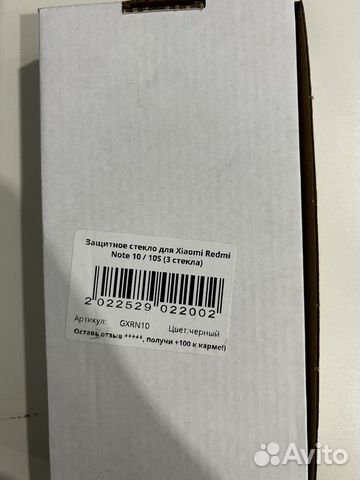 Защитное стекло для Xiaomi Redmi
Note 10 / 10S (3 стекла)
2 022529 022002
Артикул: GXRN10 Цвет:черный
Оставь отзыв *****, получи +100 к карме!)
Avito